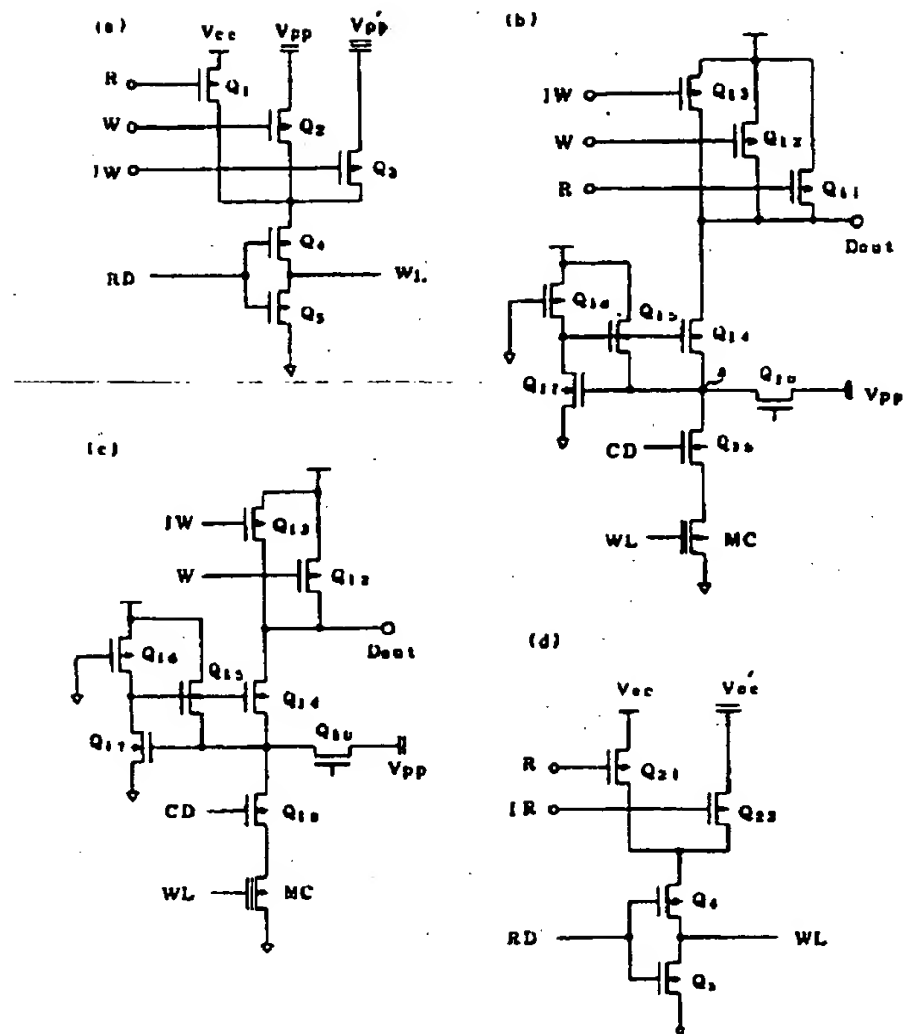 (a)
Vcc Vpp Vpp'
R Q1
W Q2
IW Q3
Q4
RD WL
Q5
(b)
IW Q13
W Q12
R Q11
Dout
Q16 Q15 Q14
Q17 Q10 Vpp
CD Q18
WL MC
(c)
IW Q13
W Q12
Dout
Q16 Q15 Q14
Q17 Q10
Vpp
CD Q18
WL MC
(d)
Vcc
R Q21
IR Q22
Q4
RD WL
Q5